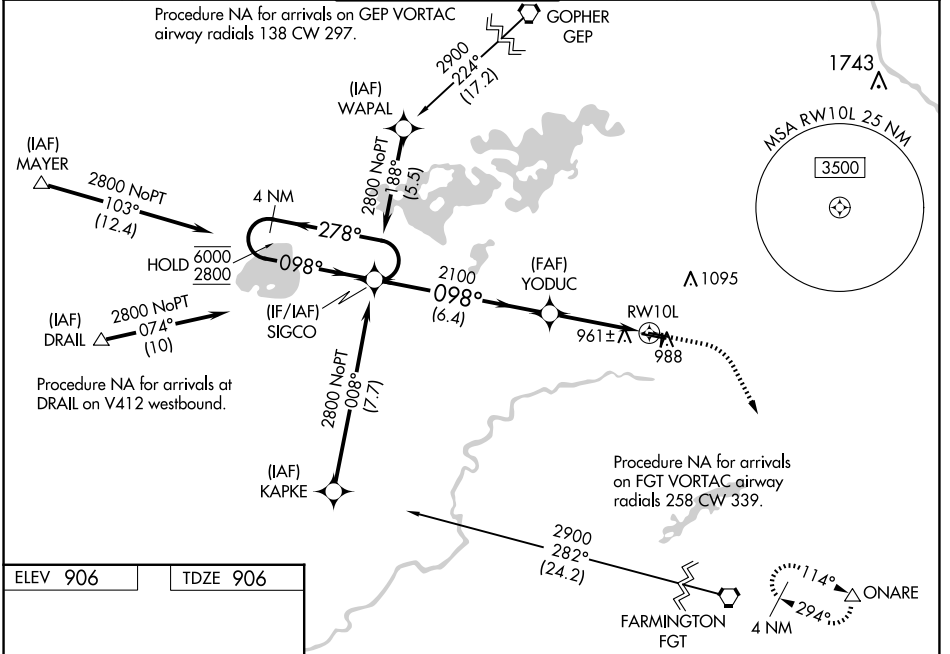 Procedure NA for arrivals on GEP VORTAC
airway radials 138 CW 297.
GOPHER
GEP
2900
224°
(17.2)
1743
(IAF)
WAPAL
MSA RW10L 25 NM
3500
(IAF)
MAYER
2800 NoPT
103°
(12.4)
2800 NoPT
188°
(5.5)
4 NM
278°
HOLD
6000
2800
098°
(IF/IAF)
SIGCO
2100
098°
(6.4)
(FAF)
YODUC
1095
RW10L
961±
988
(IAF)
DRAIL
2800 NoPT
074°
(10)
Procedure NA for arrivals at
DRAIL on V412 westbound.
2800 NoPT
008°
(7.7)
(IAF)
KAPKE
Procedure NA for arrivals
on FGT VORTAC airway
radials 258 CW 339.
2900
282°
(24.2)
FARMINGTON
FGT
114°
294°
4 NM
ONARE
ELEV 906
TDZE 906